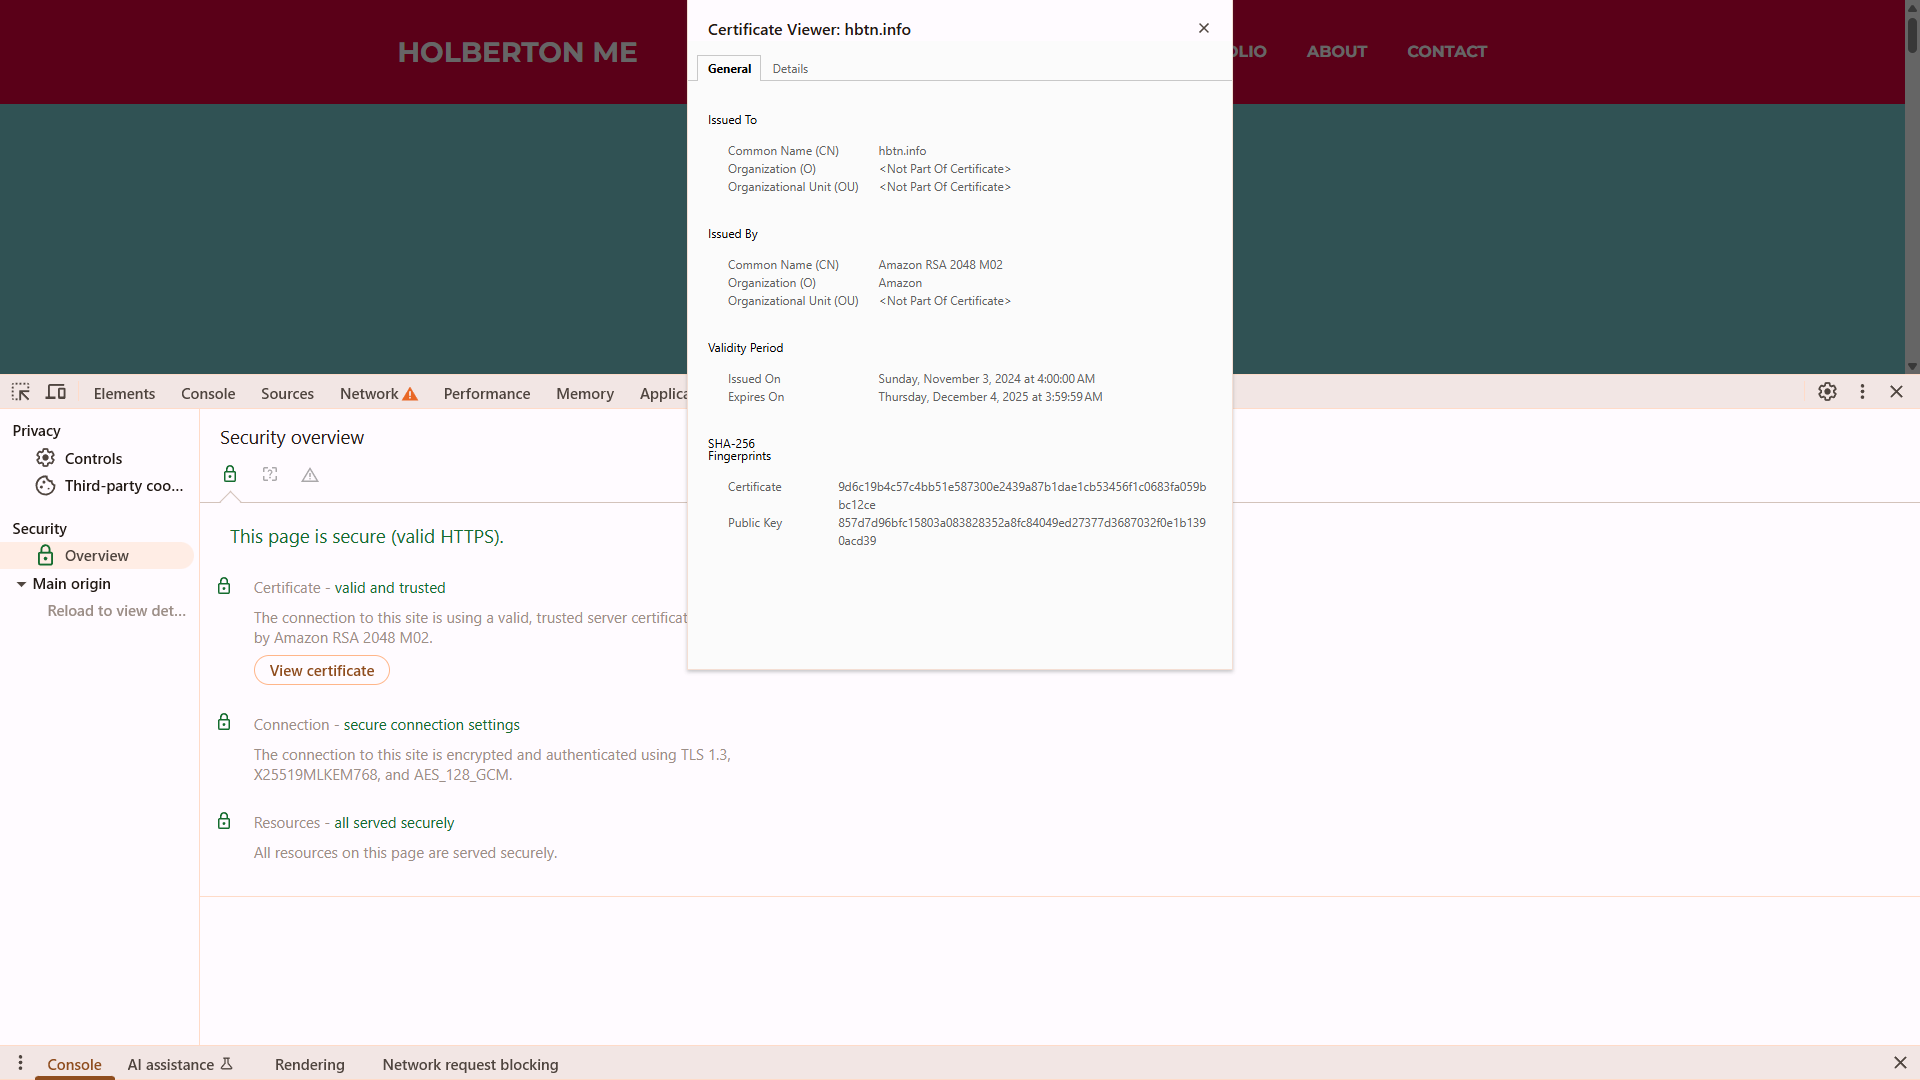 HOLBERTON ME
OLIO
ABOUT
CONTACT
Certificate Viewer: hbtn.info
General
Details
Issued To
Common Name (CN) hbtn.info
Organization (O) <Not Part Of Certificate>
Organizational Unit (OU) <Not Part Of Certificate>
Issued By
Common Name (CN) Amazon RSA 2048 M02
Organization (O) Amazon
Organizational Unit (OU) <Not Part Of Certificate>
Validity Period
Issued On Sunday, November 3, 2024 at 4:00:00 AM
Expires On Thursday, December 4, 2025 at 3:59:59 AM
SHA-256
Fingerprints
Certificate 9d6c19b4c57c4bb51e587300e2439a87b1dae1cb53456f1c0683fa059b
bc12ce
Public Key 857d7d96bfc15803a083828352a8fc84049ed27377d3687032f0e1b139
0acd39
Elements Console Sources Network Performance Memory Applica
Privacy
Controls
Third-party coo...
Security
Overview
Main origin
Reload to view det...
Security overview
This page is secure (valid HTTPS).
Certificate - valid and trusted
The connection to this site is using a valid, trusted server certificat
by Amazon RSA 2048 M02.
View certificate
Connection - secure connection settings
The connection to this site is encrypted and authenticated using TLS 1.3,
X25519MLKEM768, and AES_128_GCM.
Resources - all served securely
All resources on this page are served securely.
Console AI assistance Rendering Network request blocking